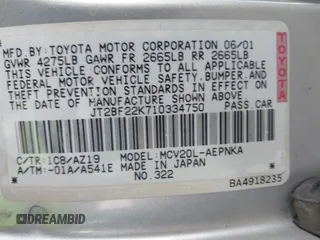 MFD.BY: TOYOTA MOTOR CORPORATION 06/01
GVWR 4275LB GAWR FR 2665LB RR 2665LB
THIS VEHICLE CONFORMS TO ALL APPLICABLE
FEDERAL MOTOR VEHICLE SAFETY, BUMPER,
AND THEFT PREVENTION STANDARDS IN EFFECT
ON THE DATE OF MANUFACTURE SHOWN ABOVE.
JT2BF22K710334750 PASS.CAR
C/TR:1C8/AZ19 MODEL:MCV20L-AEPNKA
A/TM:-01A/A541E MADE IN JAPAN
NO.322
BA4918235
TOYOTA
AUTOBIDMASTER